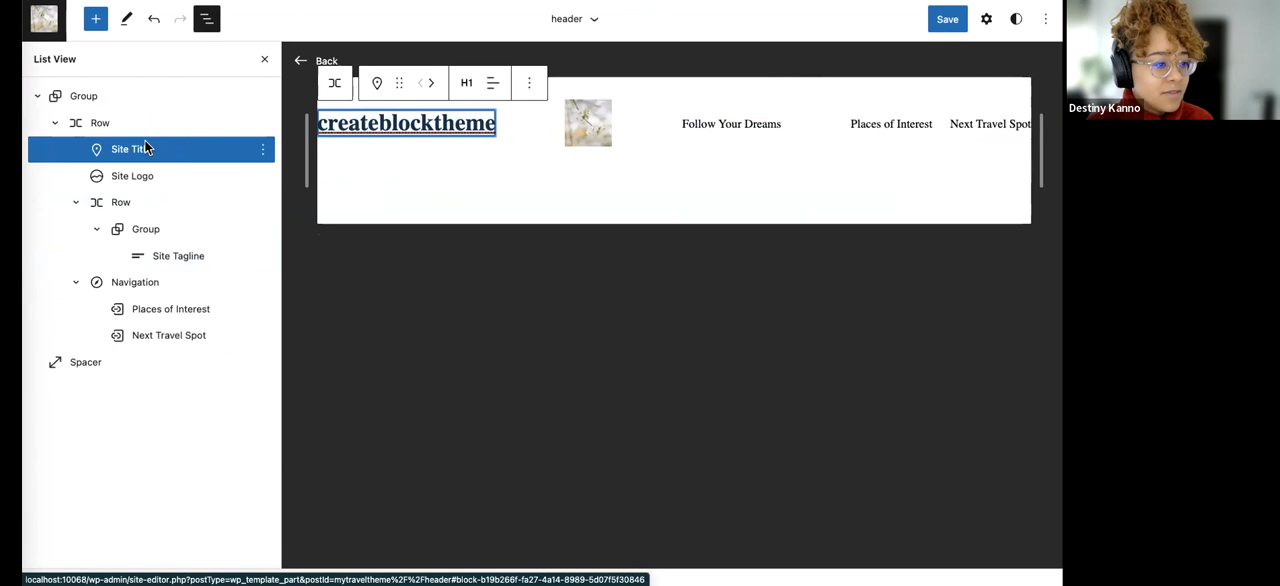 header
Save
List View
Back
Group
H1
Row
createblocktheme
Follow Your Dreams
Places of Interest
Next Travel Spot
Site Title
Site Logo
Row
Group
Site Tagline
Navigation
Places of Interest
Next Travel Spot
Spacer
Destiny Kanno
localhost:10068/wp-admin/site-editor.php?postType=wp_template_part&postId=mytraveltheme%2F%2Fheader#block-b19b266f-fa27-4a14-8989-5d07f5f30846